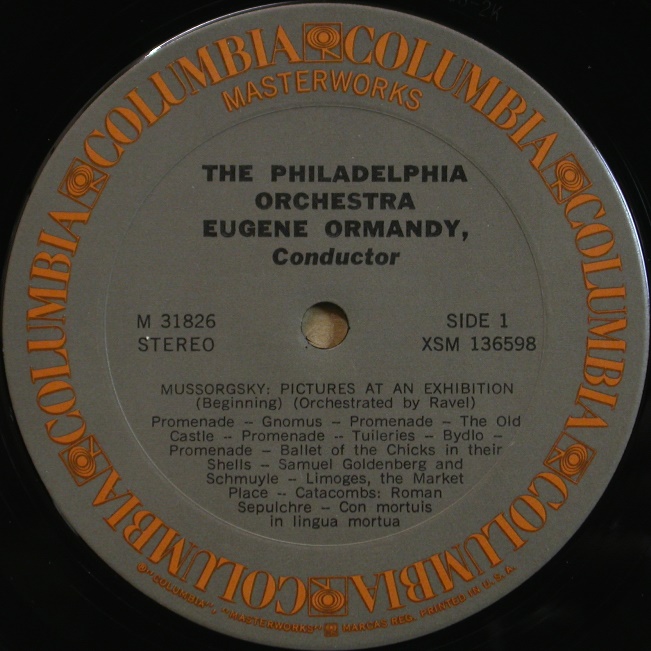 COLUMBIA COLUMBIA COLUMBIA COLUMBIA COLUMBIA COLUMBIA COLUMBIA COLUMBIA
MASTERWORKS
THE PHILADELPHIA
ORCHESTRA
EUGENE ORMANDY,
Conductor
M 31826
STEREO
SIDE 1
XSM 136598
MUSSORGSKY: PICTURES AT AN EXHIBITION
(Beginning) (Orchestrated by Ravel)
Promenade -- Gnomus -- Promenade -- The Old
Castle -- Promenade -- Tuileries -- Bydlo --
Promenade -- Ballet of the Chicks in their
Shells -- Samuel Goldenberg and
Schmuyle -- Limoges, the Market
Place -- Catacombs: Roman
Sepulchre -- Con mortuis
in lingua mortua
"COLUMBIA", "MASTERWORKS" MARCAS REG. PRINTED IN U.S.A.